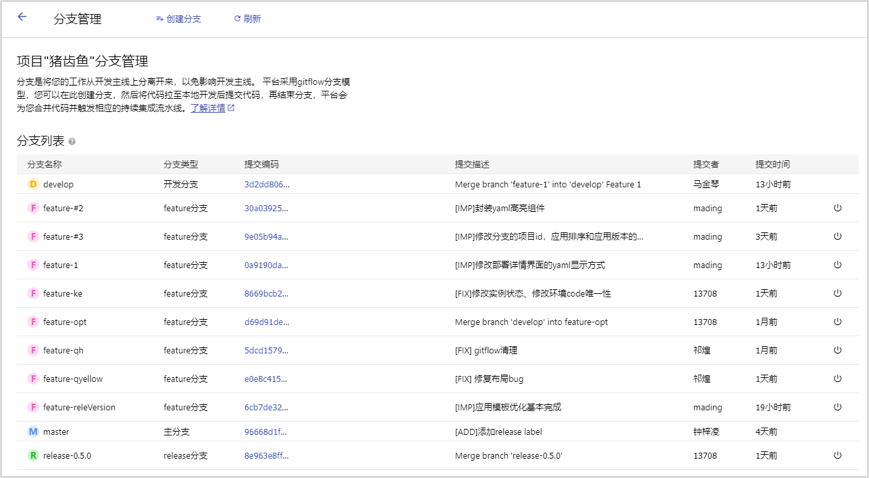 分支管理 创建分支 刷新
项目"猪齿鱼"分支管理
分支是将您的工作从开发主线上分离开来，以免影响开发主线。 平台采用gitflow分支模
型，您可以在此创建分支，然后将代码拉至本地开发后提交代码，再结束分支，平台会
为您合并代码并触发相应的持续集成流水线。了解详情
分支列表
分支名称 分支类型 提交编码 提交描述 提交者 提交时间
D develop 开发分支 3d2dd806... Merge branch 'feature-1' into 'develop' Feature 1 马金琴 13小时前
F feature-#2 feature分支 30a03925... [IMP]封装yaml高亮组件 mading 1天前
F feature-#3 feature分支 9e05b94a... [IMP]修改分支的项目id，应用排序和应用版本的... mading 3天前
F feature-1 feature分支 0a9190da... [IMP]修改部署详情界面的yaml显示方式 mading 13小时前
F feature-ke feature分支 8669bcb2... [FIX]修改实例状态、修改环境code唯一性 13708 1天前
F feature-opt feature分支 d69d91de... Merge branch 'develop' into feature-opt 13708 1月前
F feature-qh feature分支 5dcd1579... [FIX] gitflow清理 祁煌 1月前
F feature-qyellow feature分支 e0e8c415... [FIX] 修复布局bug 祁煌 1天前
F feature-releVersion feature分支 6cb7de32... [IMP]应用模板优化基本完成 mading 19小时前
M master 主分支 96668d1f... [ADD]添加release label 钟梓凌 4天前
R release-0.5.0 release分支 8e963e8ff... Merge branch 'release-0.5.0' 13708 1天前